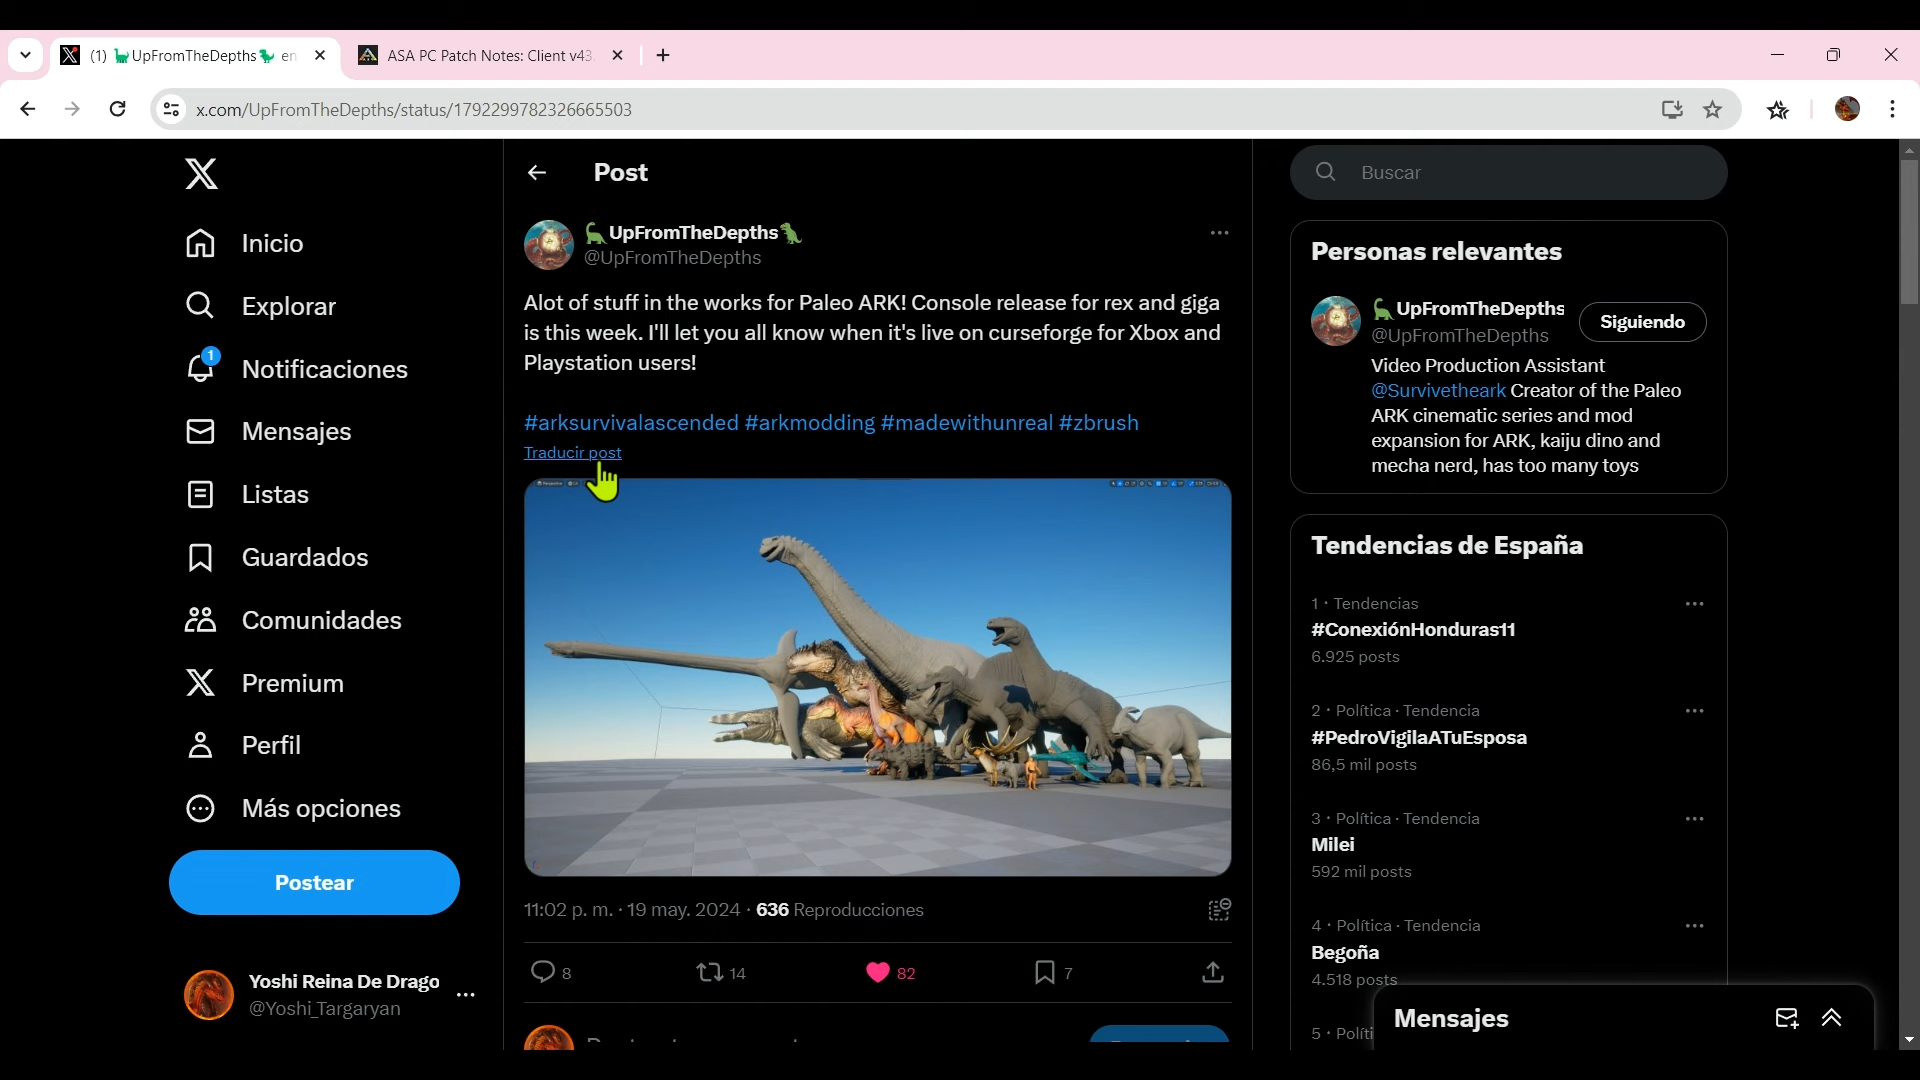 (1) 🦕UpFromTheDepths🦖 en
ASA PC Patch Notes: Client v43.
x.com/UpFromTheDepths/status/1792299782326665503
Inicio
Explorar
1
Notificaciones
Mensajes
Listas
Guardados
Comunidades
Premium
Perfil
Más opciones
Postear
Yoshi Reina De Drago
@Yoshi_Targaryan
Post
🦕UpFromTheDepths🦖
@UpFromTheDepths
Alot of stuff in the works for Paleo ARK! Console release for rex and giga
is this week. I'll let you all know when it's live on curseforge for Xbox and
Playstation users!
#arksurvivalascended #arkmodding #madewithunreal #zbrush
Traducir post
11:02 p. m. · 19 may. 2024 · 636 Reproducciones
8
14
82
7
Buscar
Personas relevantes
🦕UpFromTheDepths
@UpFromTheDepths
Siguiendo
Video Production Assistant
@Survivetheark Creator of the Paleo
ARK cinematic series and mod
expansion for ARK, kaiju dino and
mecha nerd, has too many toys
Tendencias de España
1 · Tendencias
#ConexiónHonduras11
6.925 posts
2 · Política · Tendencia
#PedroVigilaATuEsposa
86,5 mil posts
3 · Política · Tendencia
Milei
592 mil posts
4 · Política · Tendencia
Begoña
4.518 posts
5 · Políti
Mensajes